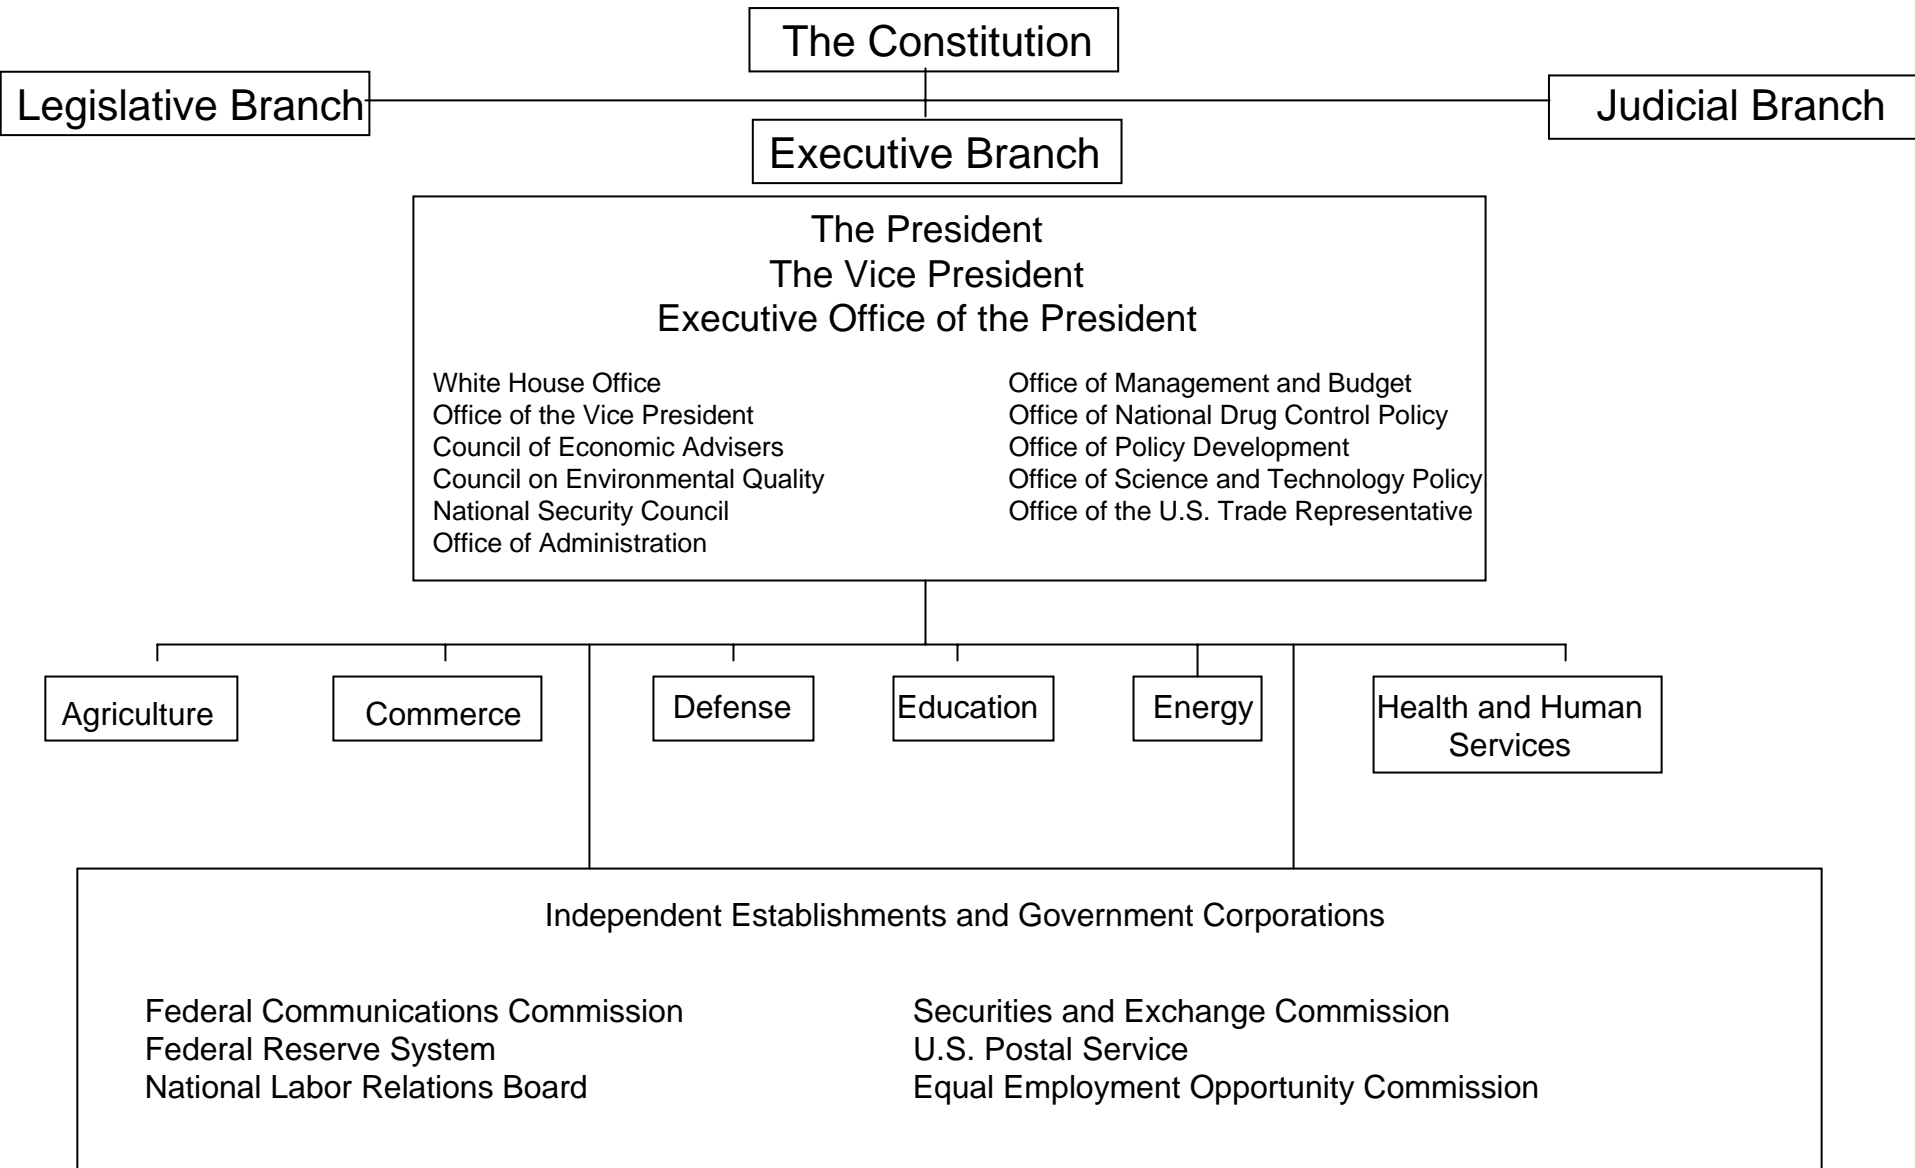 The Constitution
Legislative Branch
Judicial Branch
Executive Branch
The President
The Vice President
Executive Office of the President
White House Office
Office of the Vice President
Council of Economic Advisers
Council on Environmental Quality
National Security Council
Office of Administration
Office of Management and Budget
Office of National Drug Control Policy
Office of Policy Development
Office of Science and Technology Policy
Office of the U.S. Trade Representative
Agriculture
Commerce
Defense
Education
Energy
Health and Human
Services
Independent Establishments and Government Corporations
Federal Communications Commission
Federal Reserve System
National Labor Relations Board
Securities and Exchange Commission
U.S. Postal Service
Equal Employment Opportunity Commission